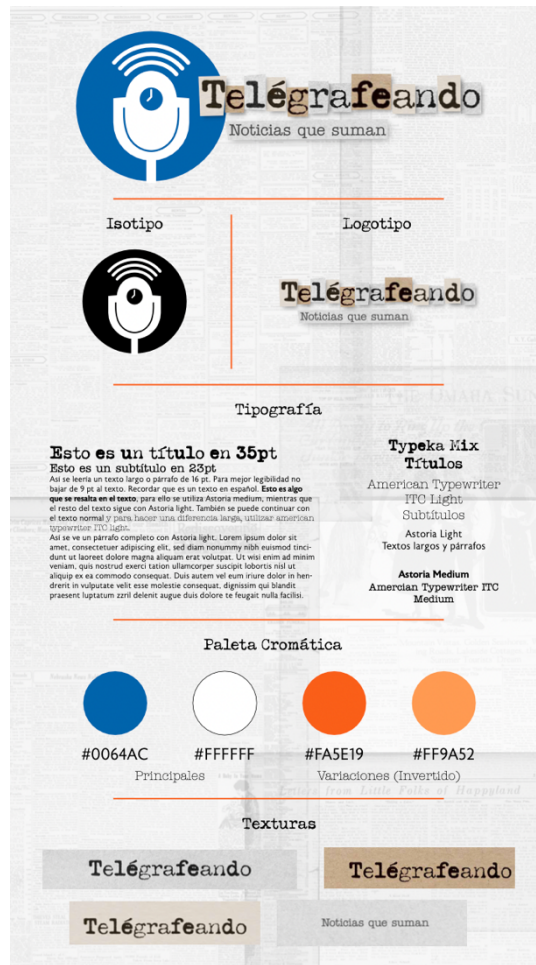 Telégrafeando
Noticias que suman
Isotipo
Logotipo
Telégrafeando
Noticias que suman
Tipografía
Esto es un título en 35pt
Esto es un subtítulo en 23pt
Asi se leería un texto largo o párrafo de 16 pt. Para mejor legibilidad no
bajar de 9 pt al texto. Recordar que es un texto en español. Esto es algo
que se resalta en el texto, para ello se utiliza Astoria medium, mientras que
el resto del texto sigue con Astoria light. También se puede continuar con
el texto normal y para hacer una diferencia larga, utilizar american
typewriter ITC light.
Así se ve un párrafo completo con Astoria light. Lorem ipsum dolor sit
amet, consectetuer adipiscing elit, sed diam nonummy nibh euismod tinci-
dunt ut laoreet dolore magna aliquam erat volutpat. Ut wisi enim ad minim
veniam, quis nostrud exerci tation ullamcorper suscipit lobortis nisl ut
aliquip ex ea commodo consequat. Duis autem vel eum iriure dolor in hen-
drerit in vulputate velit esse molestie consequat, dignissim qui blandit
praesent luptatum zzril delenit augue duis dolore te feugait nulla facilisi.
Typeka Mix
Títulos
American Typewriter
ITC Light
Subtítulos
Astoria Light
Textos largos y párrafos
Astoria Medium
Amercian Typewriter ITC
Medium
Paleta Cromática
#0064AC
#FFFFFF
#FA5E19
#FF9A52
Principales
Variaciones (Invertido)
Letters from Little Folks of Happyland
Texturas
Telégrafeando
Telégrafeando
Telégrafeando
Noticias que suman